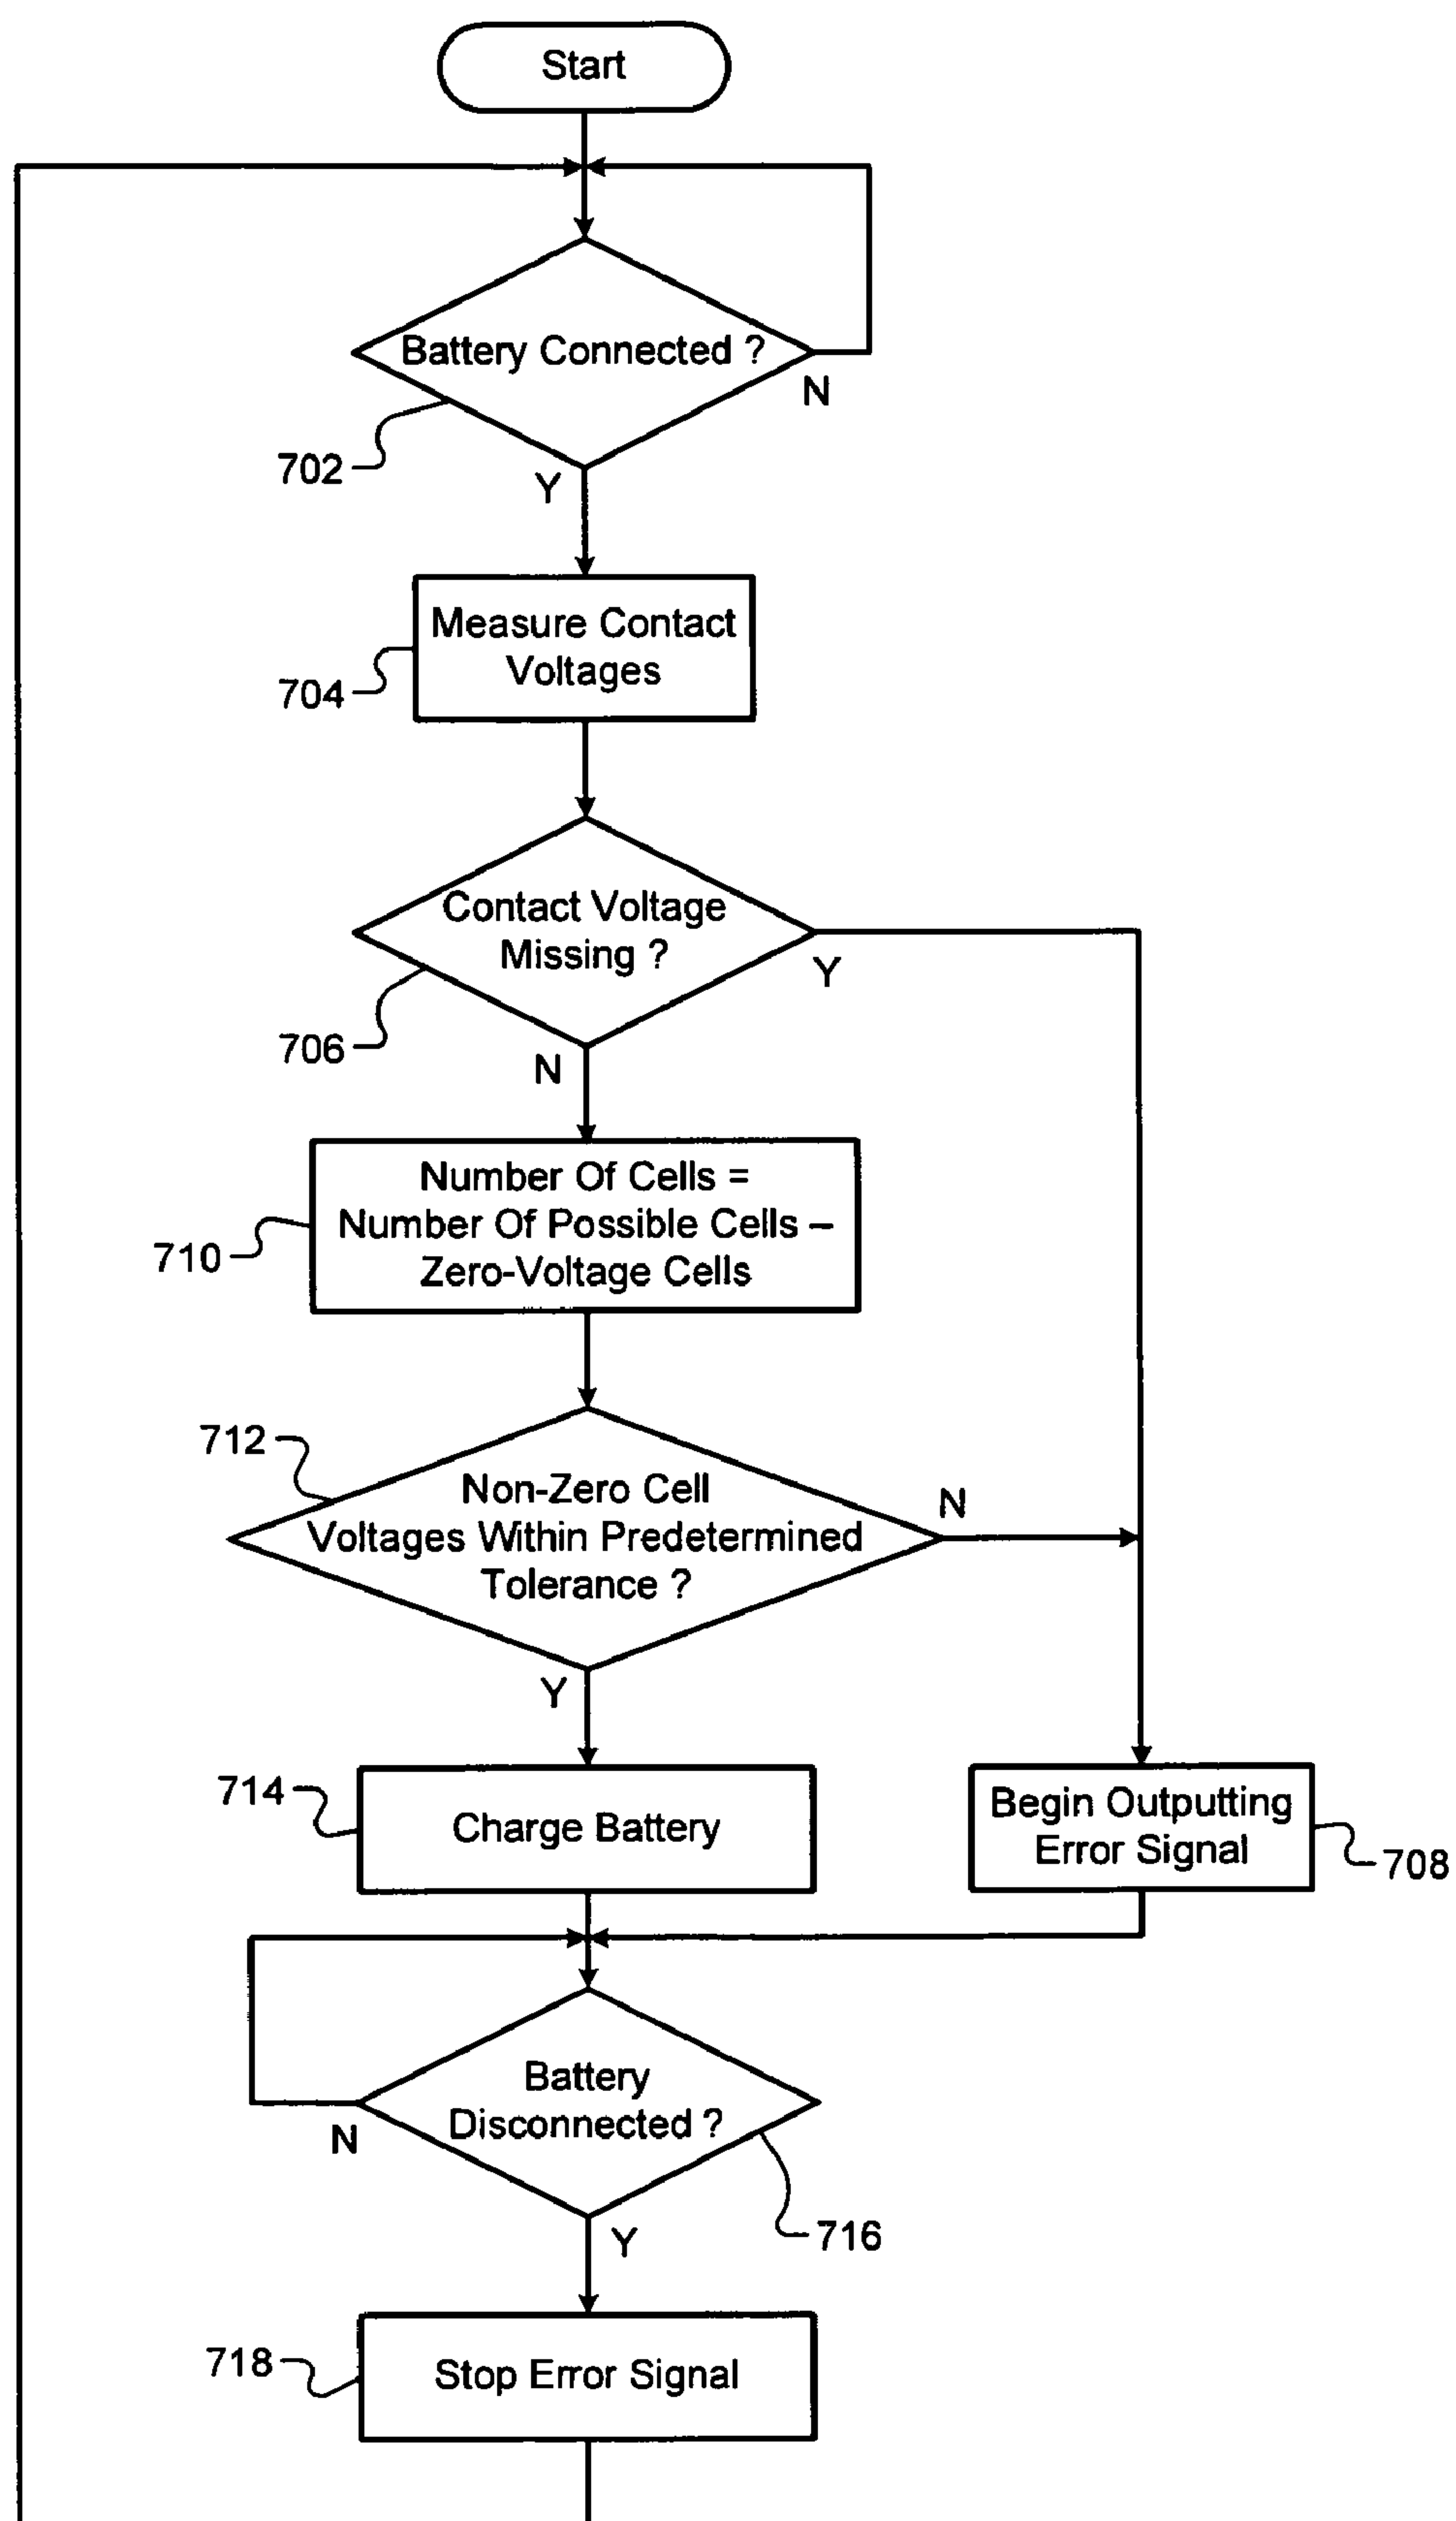 Start
Battery Connected ?
N
702
Y
Measure Contact
Voltages
704
Contact Voltage
Missing ?
Y
706
N
Number Of Cells =
Number Of Possible Cells –
Zero-Voltage Cells
710
712
Non-Zero Cell
Voltages Within Predetermined
Tolerance ?
N
Y
714
Charge Battery
Begin Outputting
Error Signal
708
Battery
Disconnected ?
N
716
Y
718
Stop Error Signal